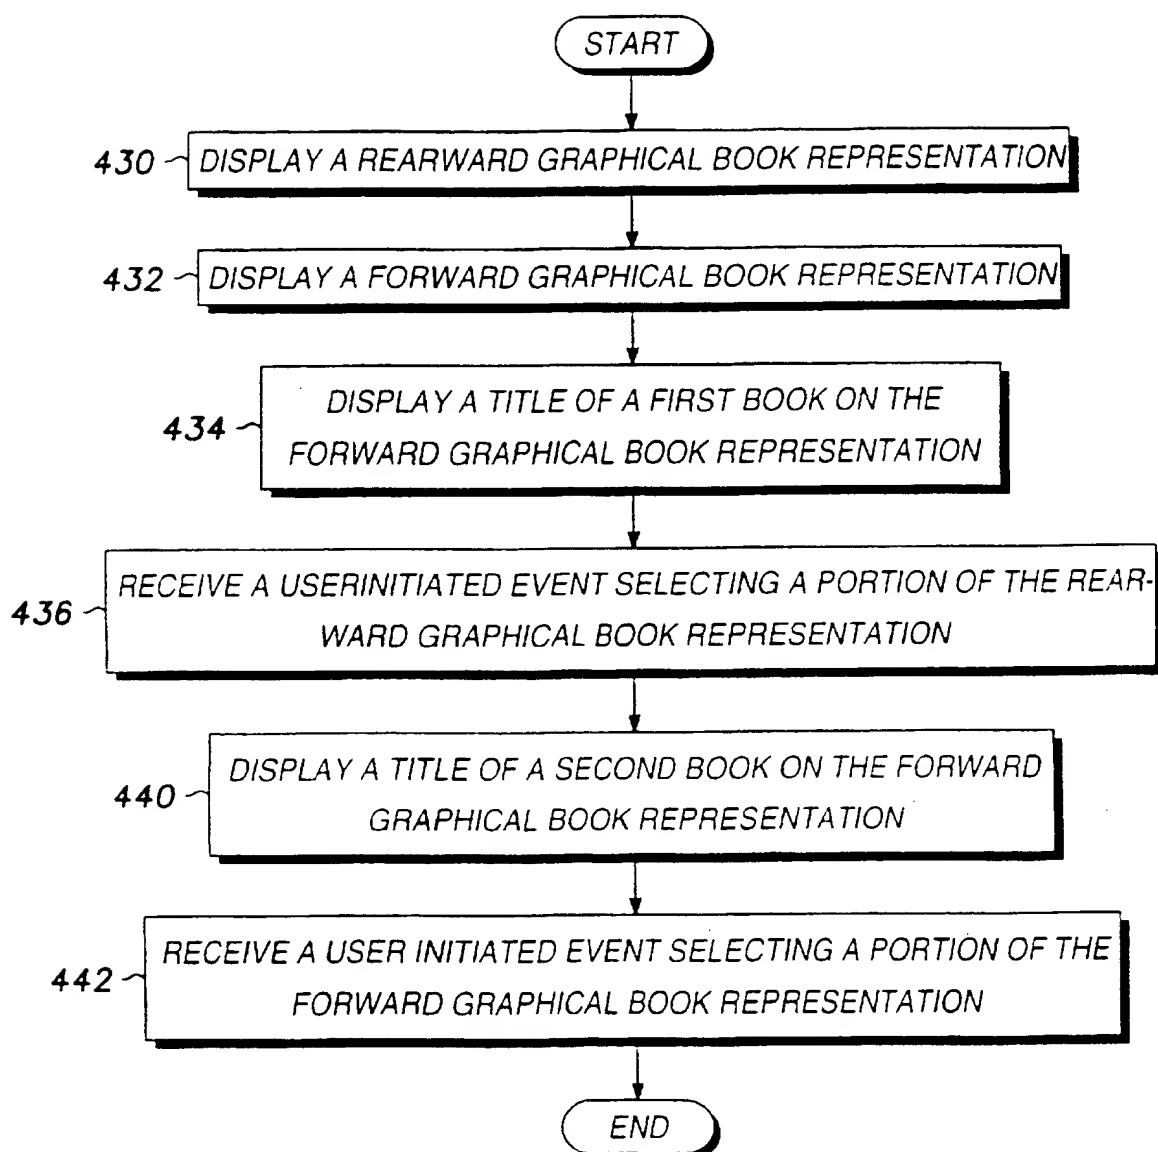 START
430 DISPLAY A REARWARD GRAPHICAL BOOK REPRESENTATION
432 DISPLAY A FORWARD GRAPHICAL BOOK REPRESENTATION
434
DISPLAY A TITLE OF A FIRST BOOK ON THE
FORWARD GRAPHICAL BOOK REPRESENTATION
436
RECEIVE A USERINITIATED EVENT SELECTING A PORTION OF THE REAR-
WARD GRAPHICAL BOOK REPRESENTATION
440
DISPLAY A TITLE OF A SECOND BOOK ON THE FORWARD
GRAPHICAL BOOK REPRESENTATION
442
RECEIVE A USER INITIATED EVENT SELECTING A PORTION OF THE
FORWARD GRAPHICAL BOOK REPRESENTATION
END